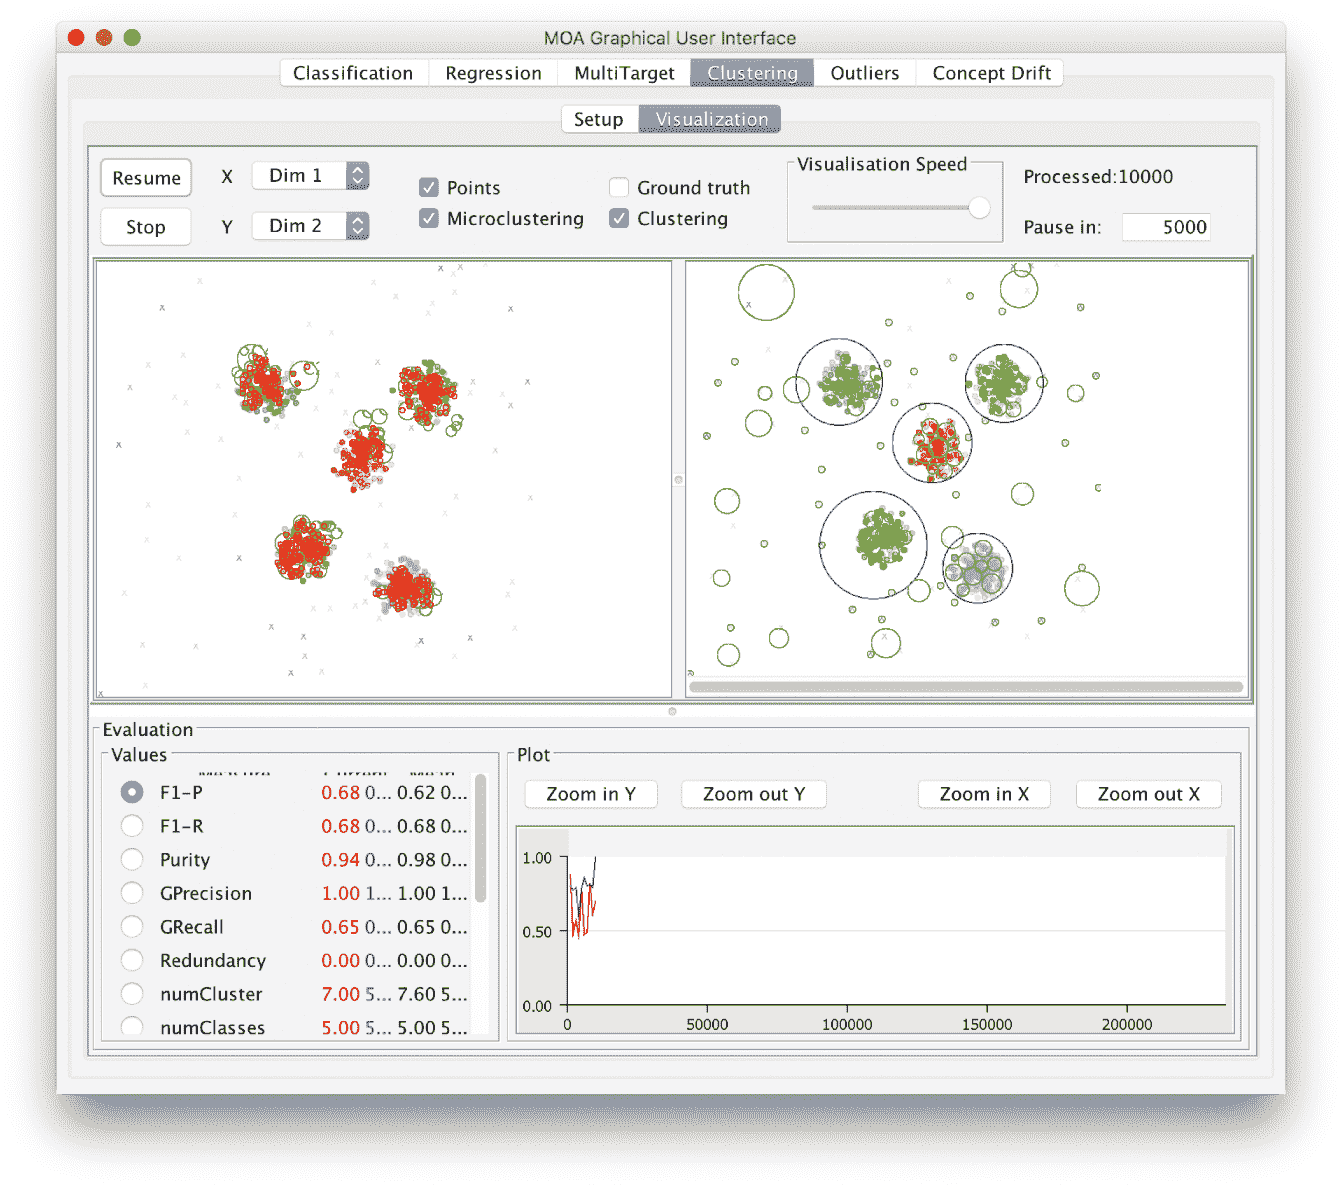 MOA Graphical User Interface
Classification Regression MultiTarget Clustering Outliers Concept Drift
Setup Visualization
Resume X Dim 1 Points Ground truth Visualisation Speed Processed:10000
Stop Y Dim 2 Microclustering Clustering Pause in: 5000
Evaluation
Values
F1-P 0.68 0... 0.62 0...
F1-R 0.68 0... 0.68 0...
Purity 0.94 0... 0.98 0...
GPrecision 1.00 1... 1.00 1...
GRecall 0.65 0... 0.65 0...
Redundancy 0.00 0... 0.00 0...
numCluster 7.00 5... 7.60 5...
numClasses 5.00 5... 5.00 5...
Plot
Zoom in Y Zoom out Y Zoom in X Zoom out X
1.00
0.50
0.00
0 50000 100000 150000 200000